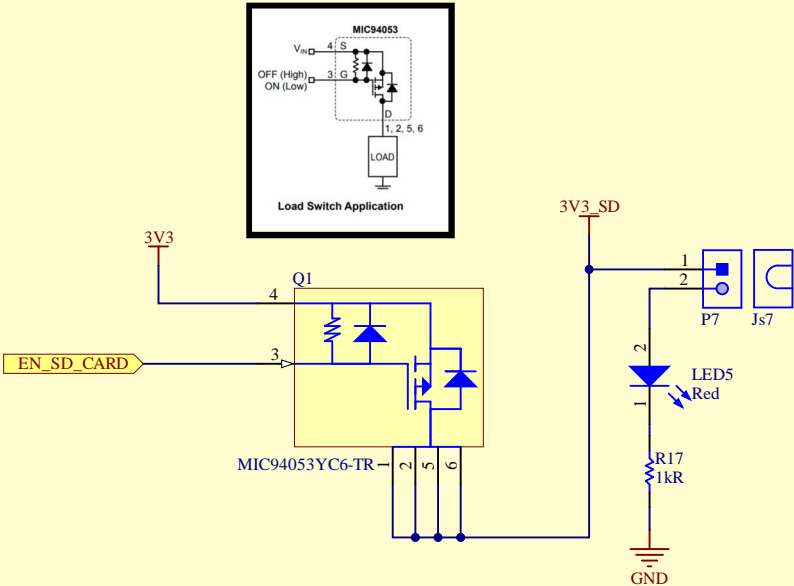 MIC94053
VIN
4 S
OFF (High)
ON (Low)
3 G
D
1, 2, 5, 6
LOAD
Load Switch Application
3V3_SD
3V3
Q1
4
1
2
P7
Js7
EN_SD_CARD
3
2
LED5
Red
1
MIC94053YC6-TR
1
2
5
6
R17
1kR
GND